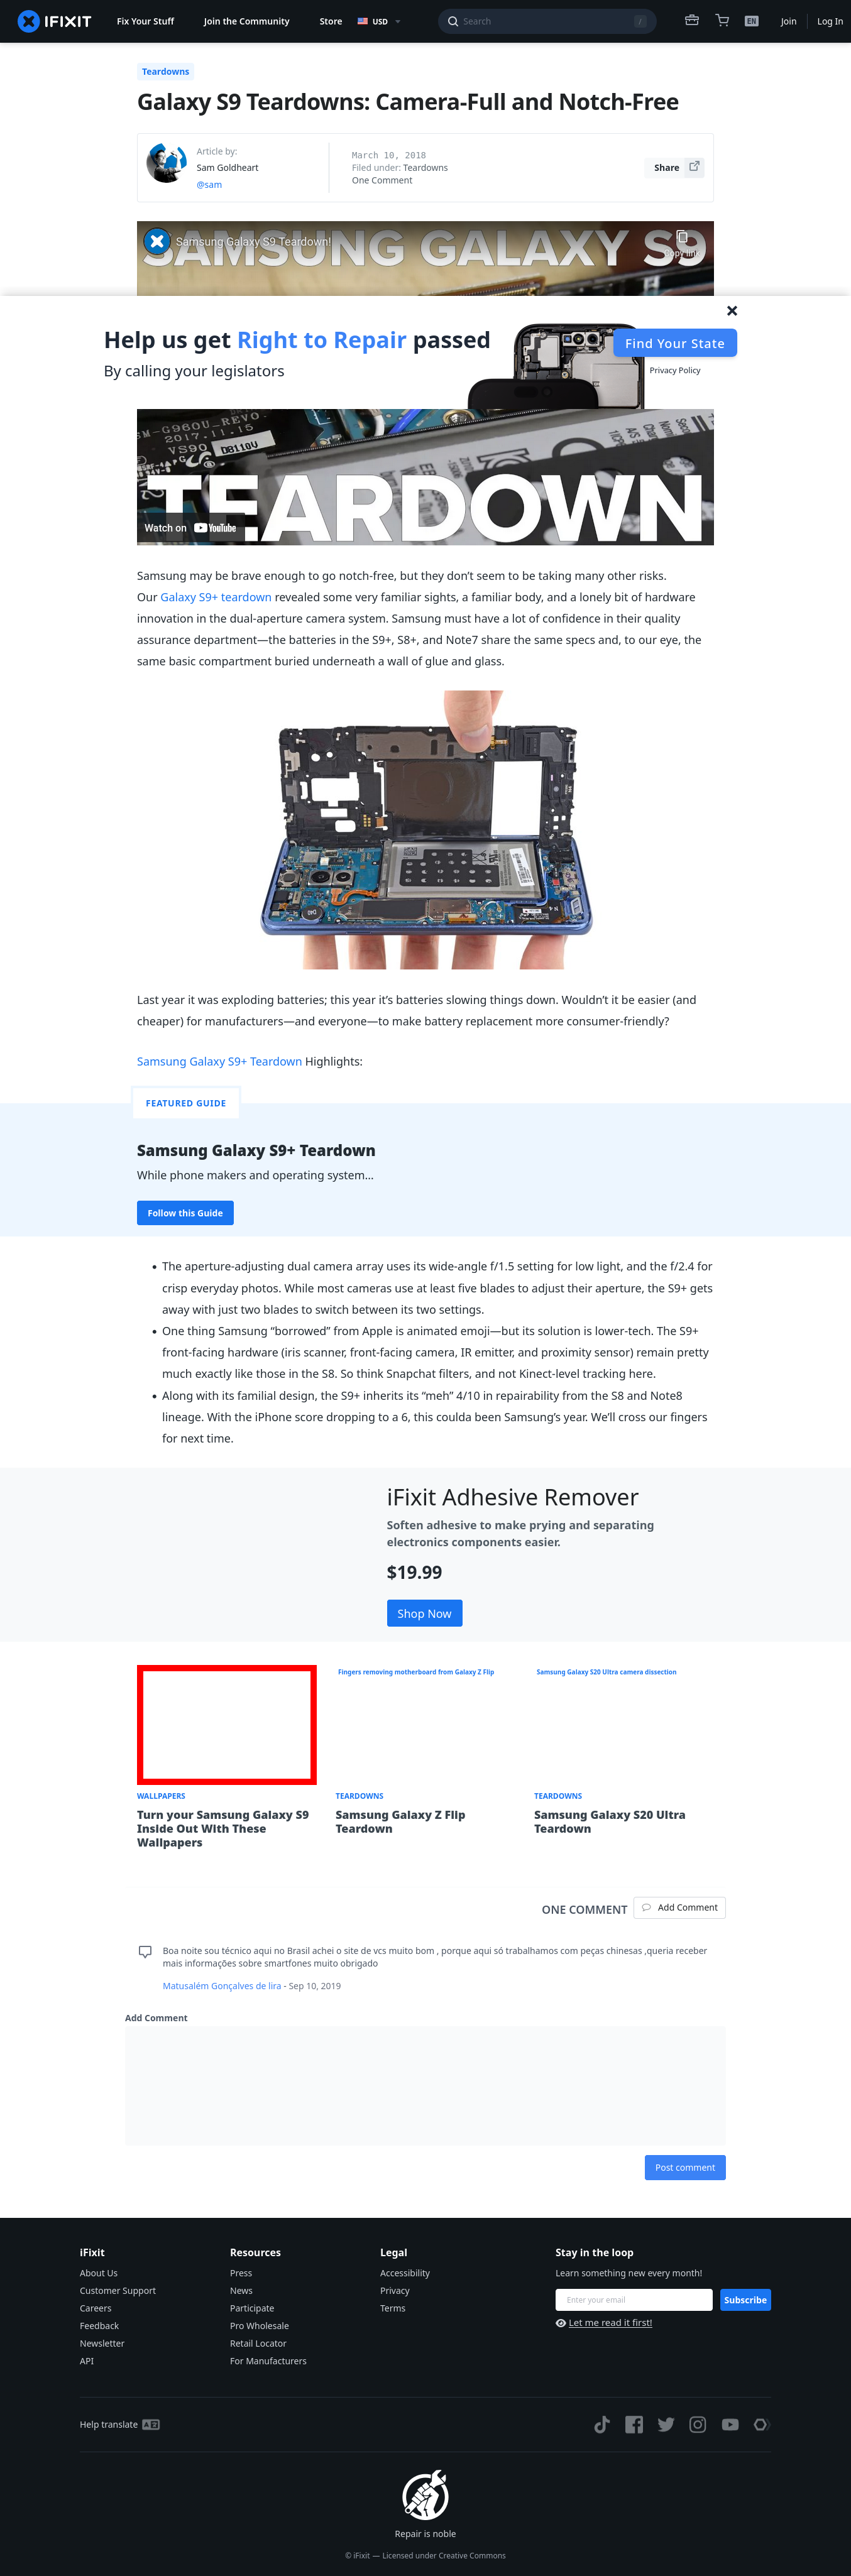 IFIXIT
Fix Your Stuff
Join the Community
Store
USD
Search
/
EN
Join
Log In
Teardowns
Galaxy S9 Teardowns: Camera-Full and Notch-Free
Article by:
Sam Goldheart
@sam
March 10, 2018
Filed under: Teardowns
One Comment
Share
SAMSUNG GALAXY S9
Samsung Galaxy S9 Teardown!
Copy link
Help us get Right to Repair passed
By calling your legislators
Find Your State
Privacy Policy
2017.11.15
VSR90
DB110Y
TEARDOWN
Watch on YouTube
Samsung may be brave enough to go notch-free, but they don’t seem to be taking many other risks.
Our Galaxy S9+ teardown revealed some very familiar sights, a familiar body, and a lonely bit of hardware
innovation in the dual-aperture camera system. Samsung must have a lot of confidence in their quality
assurance department—the batteries in the S9+, S8+, and Note7 share the same specs and, to our eye, the
same basic compartment buried underneath a wall of glue and glass.
Last year it was exploding batteries; this year it’s batteries slowing things down. Wouldn’t it be easier (and
cheaper) for manufacturers—and everyone—to make battery replacement more consumer-friendly?
Samsung Galaxy S9+ Teardown Highlights:
FEATURED GUIDE
Samsung Galaxy S9+ Teardown
While phone makers and operating system…
Follow this Guide
• The aperture-adjusting dual camera array uses its wide-angle f/1.5 setting for low light, and the f/2.4 for
crisp everyday photos. While most cameras use at least five blades to adjust their aperture, the S9+ gets
away with just two blades to switch between its two settings.
• One thing Samsung “borrowed” from Apple is animated emoji—but its solution is lower-tech. The S9+
front-facing hardware (iris scanner, front-facing camera, IR emitter, and proximity sensor) remain pretty
much exactly like those in the S8. So think Snapchat filters, and not Kinect-level tracking here.
• Along with its familial design, the S9+ inherits its “meh” 4/10 in repairability from the S8 and Note8
lineage. With the iPhone score dropping to a 6, this coulda been Samsung’s year. We’ll cross our fingers
for next time.
iFixit Adhesive Remover
Soften adhesive to make prying and separating
electronics components easier.
$19.99
Shop Now
Fingers removing motherboard from Galaxy Z Flip
Samsung Galaxy S20 Ultra camera dissection
WALLPAPERS
Turn your Samsung Galaxy S9
Inside Out With These
Wallpapers
TEARDOWNS
Samsung Galaxy Z Flip
Teardown
TEARDOWNS
Samsung Galaxy S20 Ultra
Teardown
ONE COMMENT
Add Comment
Boa noite sou técnico aqui no Brasil achei o site de vcs muito bom , porque aqui só trabalhamos com peças chinesas ,queria receber
mais informações sobre smartfones muito obrigado
Matusalém Gonçalves de lira - Sep 10, 2019
Add Comment
Post comment
iFixit
About Us
Customer Support
Careers
Feedback
Newsletter
API
Resources
Press
News
Participate
Pro Wholesale
Retail Locator
For Manufacturers
Legal
Accessibility
Privacy
Terms
Stay in the loop
Learn something new every month!
Enter your email
Subscribe
Let me read it first!
Help translate
Repair is noble
© iFixit — Licensed under Creative Commons